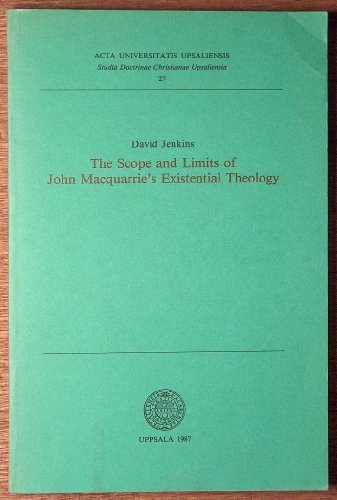 ACTA UNIVERSITATIS UPSALIENSIS
Studia Doctrinae Christianae Upsaliensia
27
David Jenkins
The Scope and Limits of
John Macquarrie's Existential Theology
UPPSALA 1987